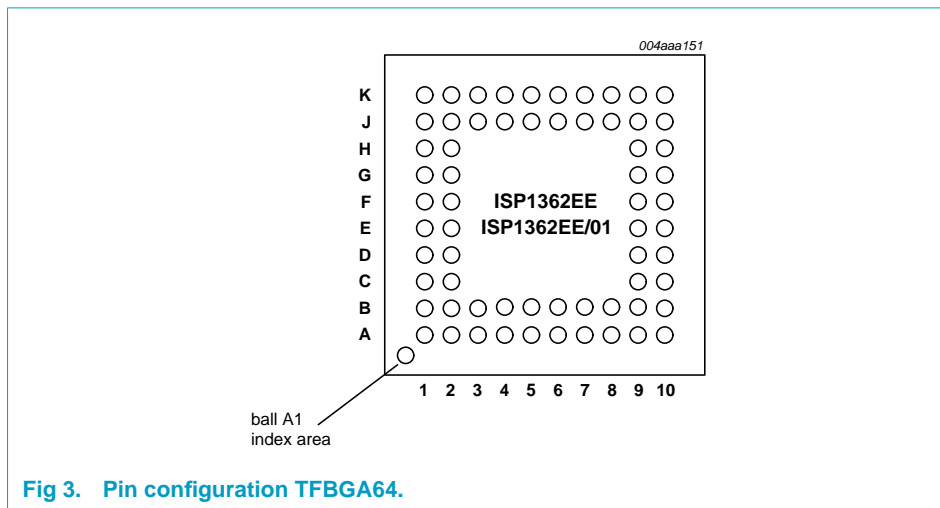 004aaa151
K
J
H
G
F
E
D
C
B
A
ISP1362EE
ISP1362EE/01
1 2 3 4 5 6 7 8 9 10
ball A1
index area
Fig 3. Pin configuration TFBGA64.